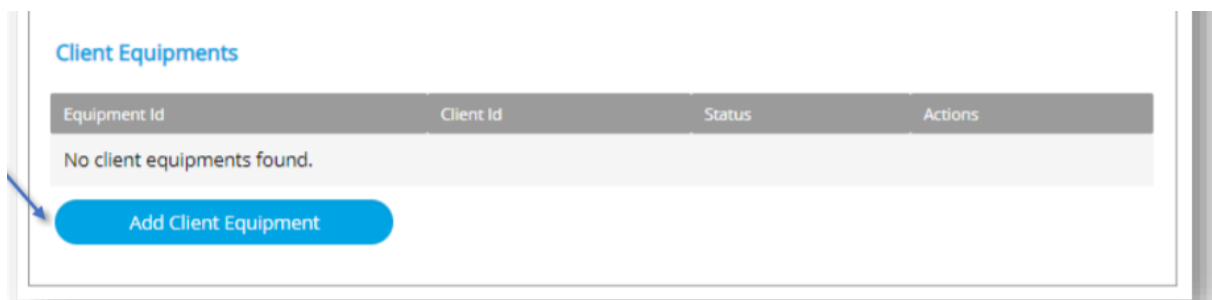 Client Equipments
Equipment Id Client Id Status Actions
No client equipments found.
Add Client Equipment